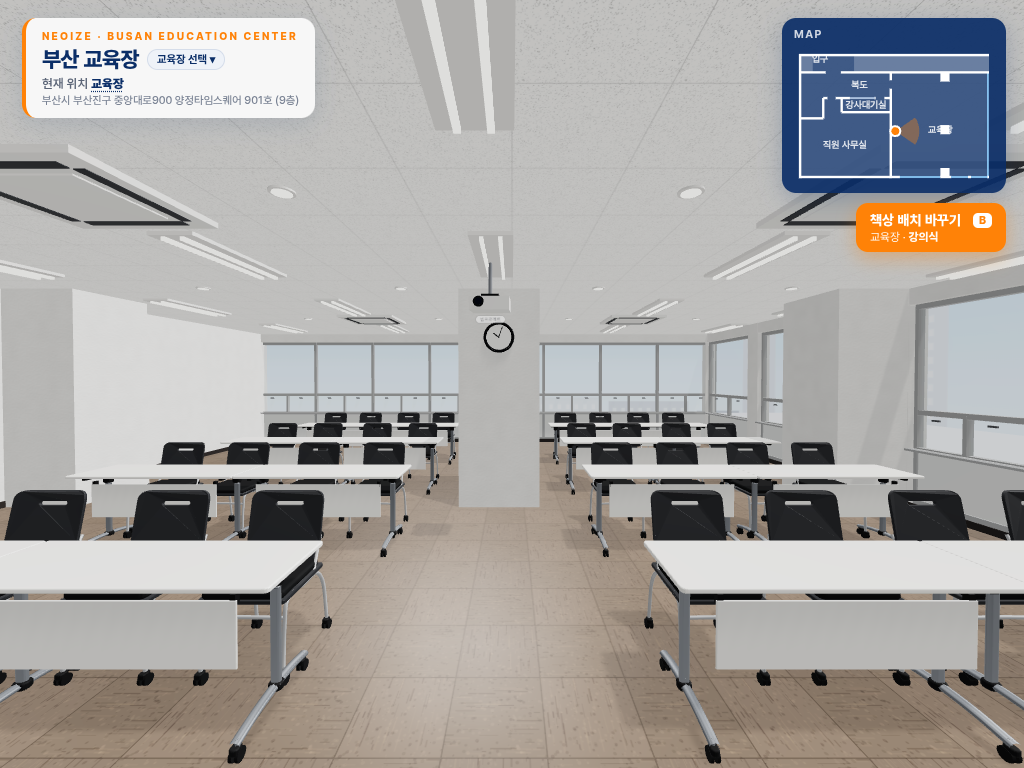 NEOIZE · BUSAN EDUCATION CENTER
부산 교육장 교육장 선택 ▾
현재 위치 교육장
부산시 부산진구 중앙대로900 양정타임스퀘어 901호 (9층)
MAP
입구
복도
강사대기실
교육장
직원 사무실
책상 배치 바꾸기 B
교육장 · 강의식